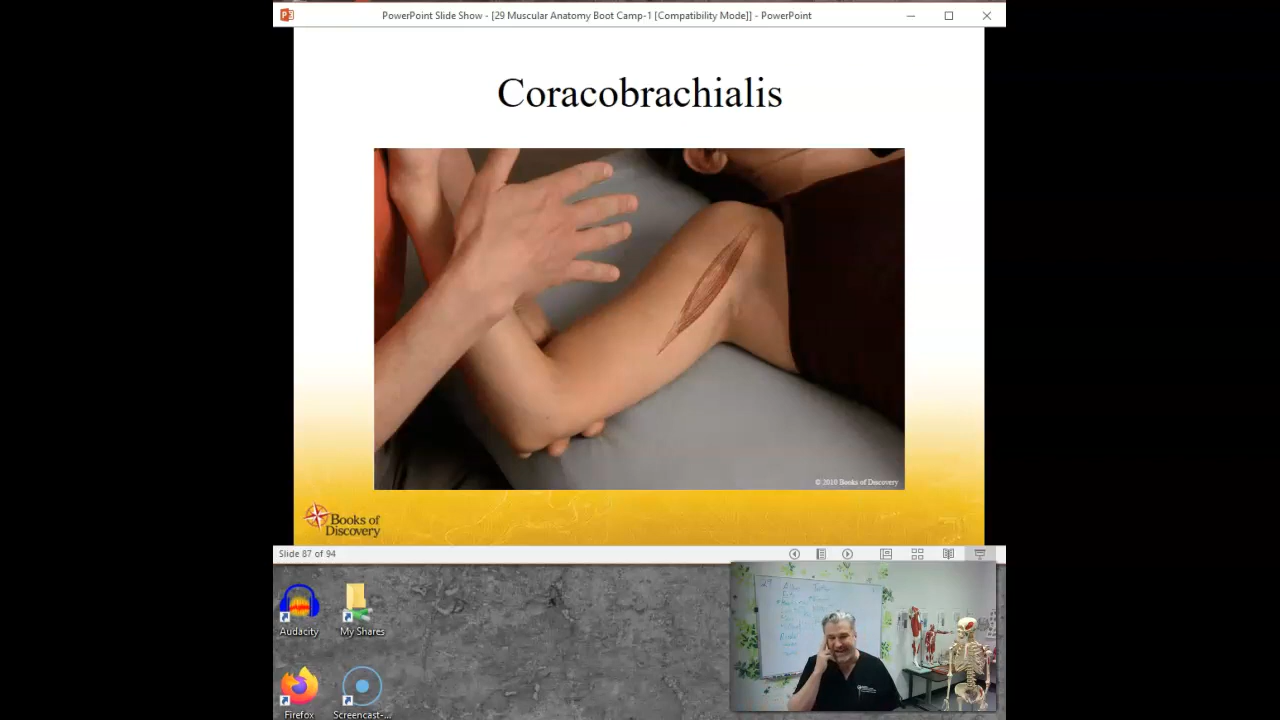 PowerPoint Slide Show - [29 Muscular Anatomy Boot Camp-1 [Compatibility Mode]] - PowerPoint
Coracobrachialis
© 2010 Books of Discovery
Books of
Discovery
Slide 87 of 94
Audacity
My Shares
Firefox
Screencast-...